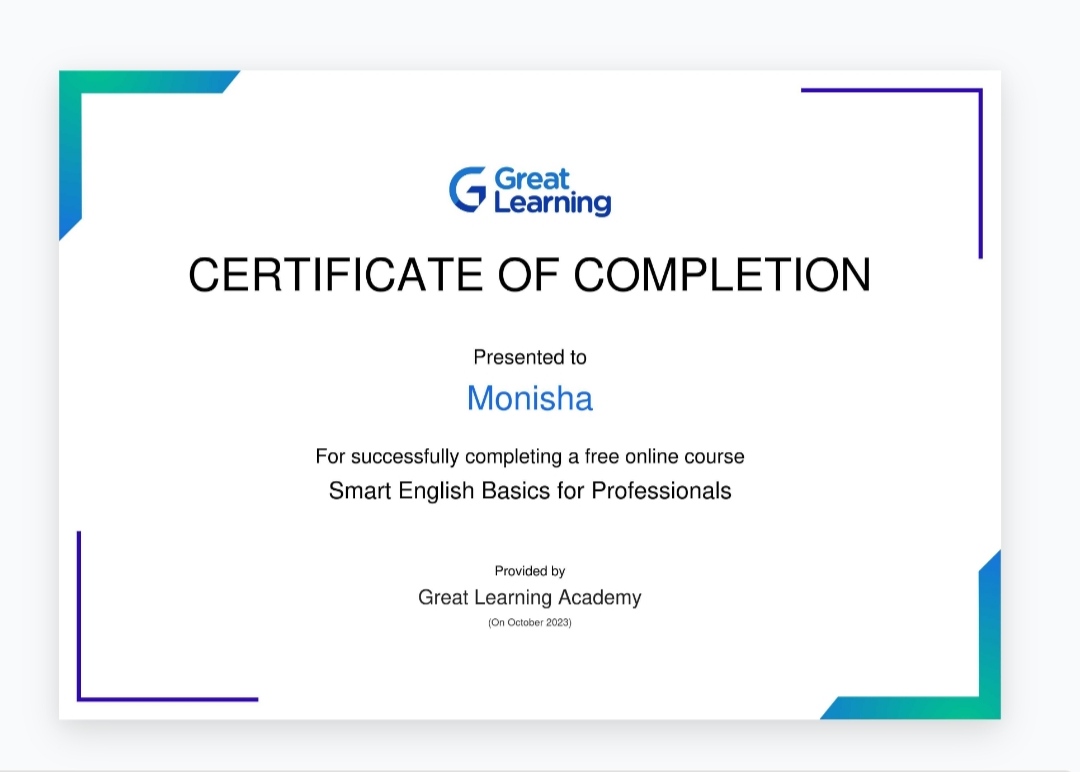 Great
Learning
CERTIFICATE OF COMPLETION
Presented to
Monisha
For successfully completing a free online course
Smart English Basics for Professionals
Provided by
Great Learning Academy
(On October 2023)